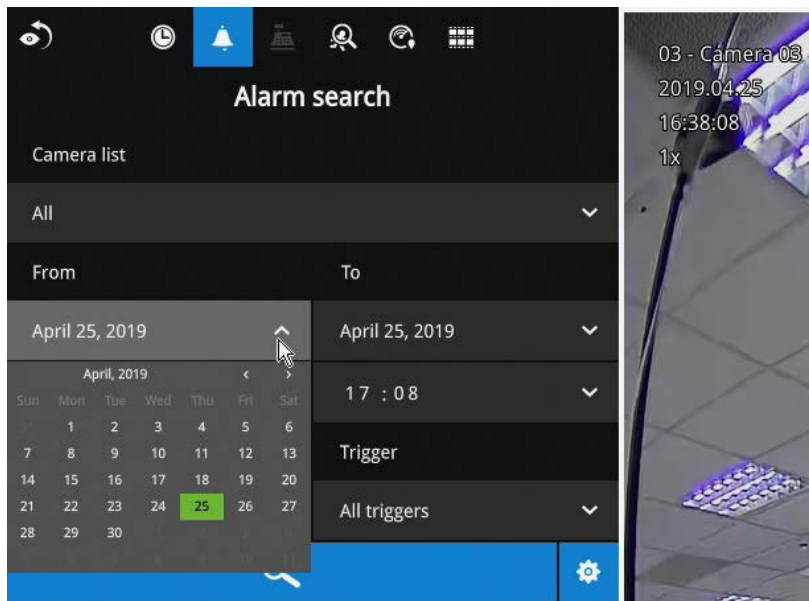 Alarm search
Camera list
All
From To
April 25, 2019 April 25, 2019
April, 2019
Sun Mon Tue Wed Thu Fri Sat
31 1 2 3 4 5 6
7 8 9 10 11 12 13
14 15 16 17 18 19 20
21 22 23 24 25 26 27
28 29 30
17 : 08
Trigger
All triggers
03 - Camera 03
2019.04.25
16:38:08
1x